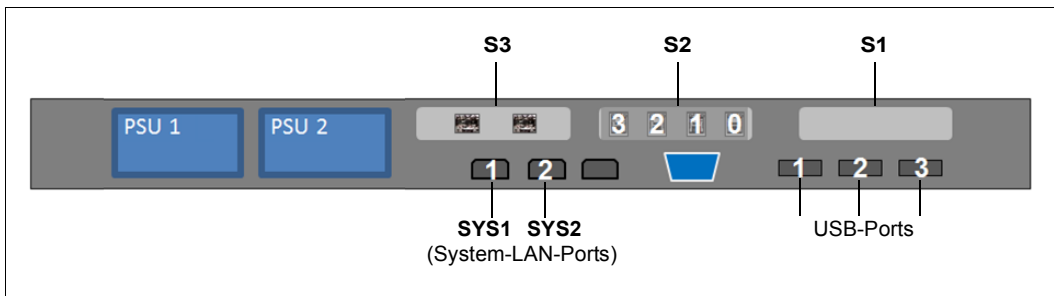 S3 S2 S1
PSU 1 PSU 2 3 2 1 0
1 2 1 2 3
SYS1 SYS2 USB-Ports
(System-LAN-Ports)